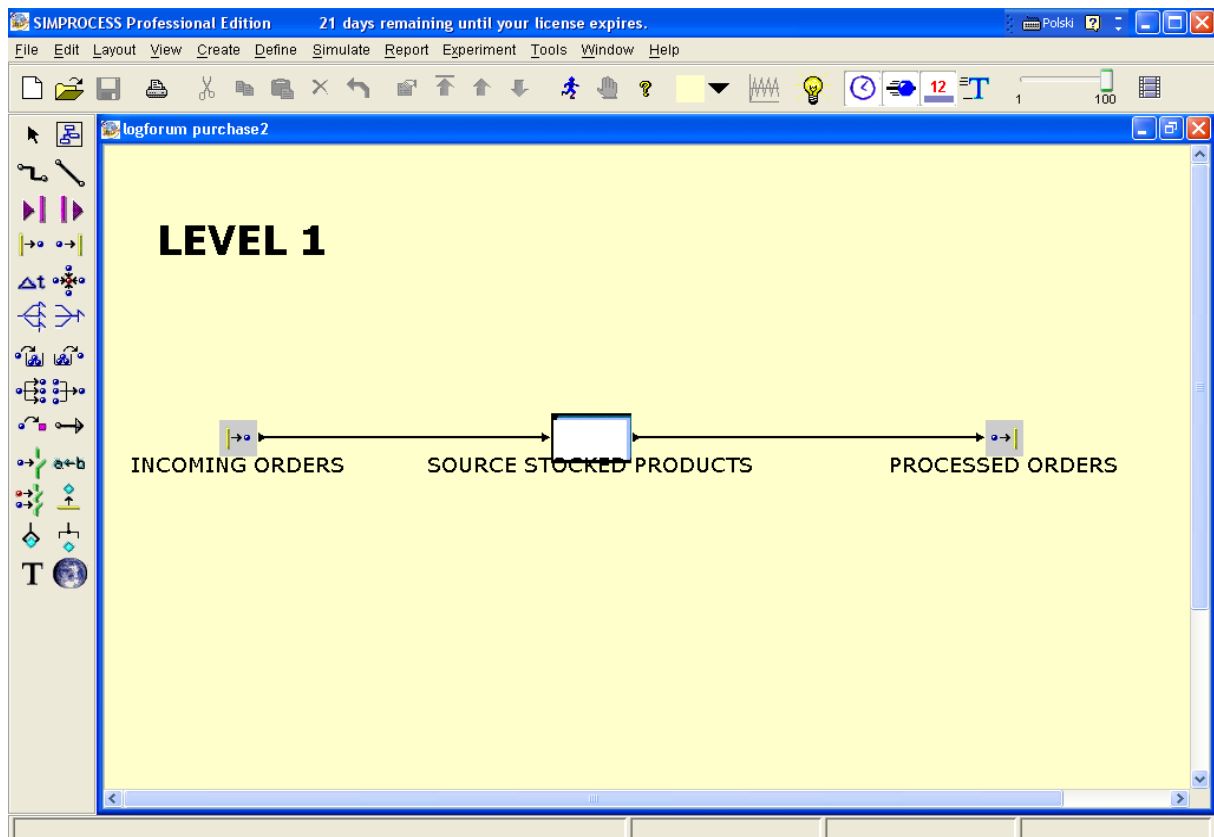 SIMPROCESS Professional Edition 21 days remaining until your license expires. Polski ?
File Edit Layout View Create Define Simulate Report Experiment Tools Window Help
? 12 T 1 100
logforum purchase2
LEVEL 1
Δt
INCOMING ORDERS SOURCE STOCKED PRODUCTS PROCESSED ORDERS
a←b
T